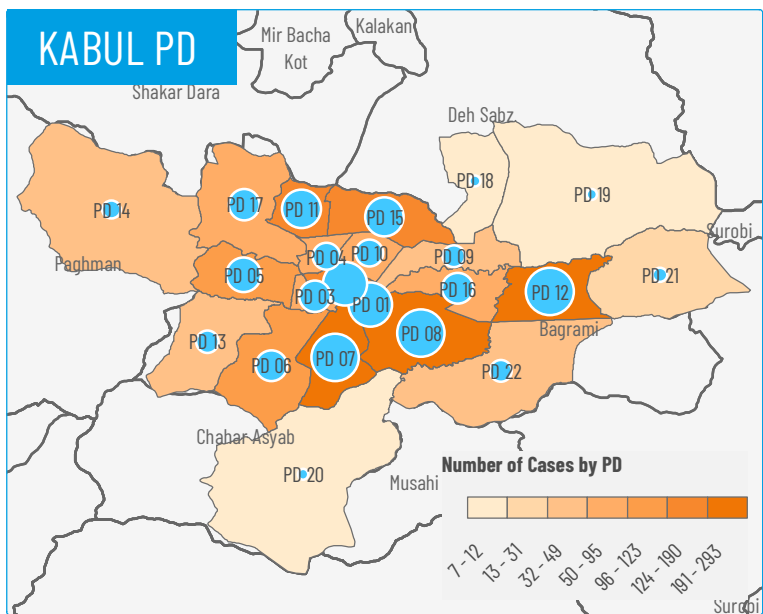 KABUL PD
Mir Bacha
Kot
Kalakan
Shakar Dara
Deh Sabz
PD 18
PD 19
PD 14
PD 17
PD 11
PD 15
Surobi
PD 04
PD 10
PD 09
Paghman
PD 05
PD 21
PD 03
PD 01
PD 16
PD 12
Bagrami
PD 13
PD 08
PD 06
PD 07
PD 22
Chahar Asyab
PD 20
Musahi
Number of Cases by PD
7 - 12
13 - 31
32 - 49
50 - 95
96 - 123
124 - 190
191 - 293
Surobi